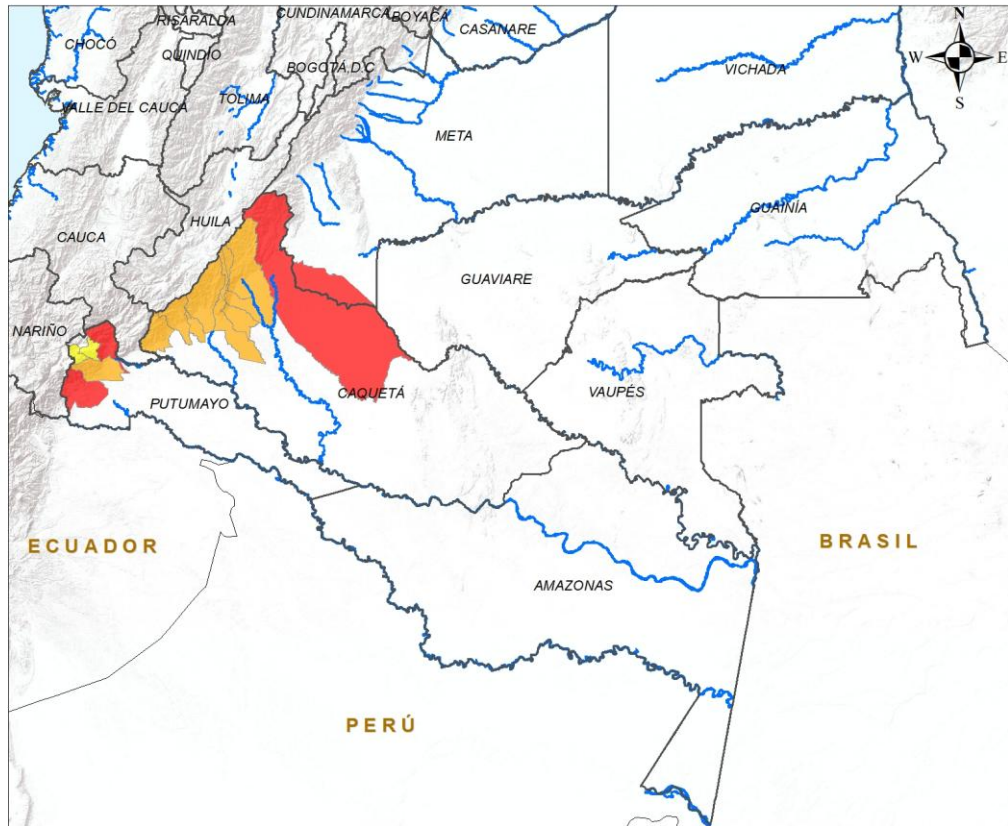 CUNDINAMARCA
BOYACÁ
RISARALDA
CASANARE
N
CHOCÓ
QUINDIO
BOGOTÁ D.C
W
E
VICHADA
TOLIMA
S
VALLE DEL CAUCA
META
GUAINÍA
HUILA
CAUCA
GUAVIARE
NARIÑO
CAQUETÁ
VAUPÉS
PUTUMAYO
ECUADOR
BRASIL
AMAZONAS
PERÚ